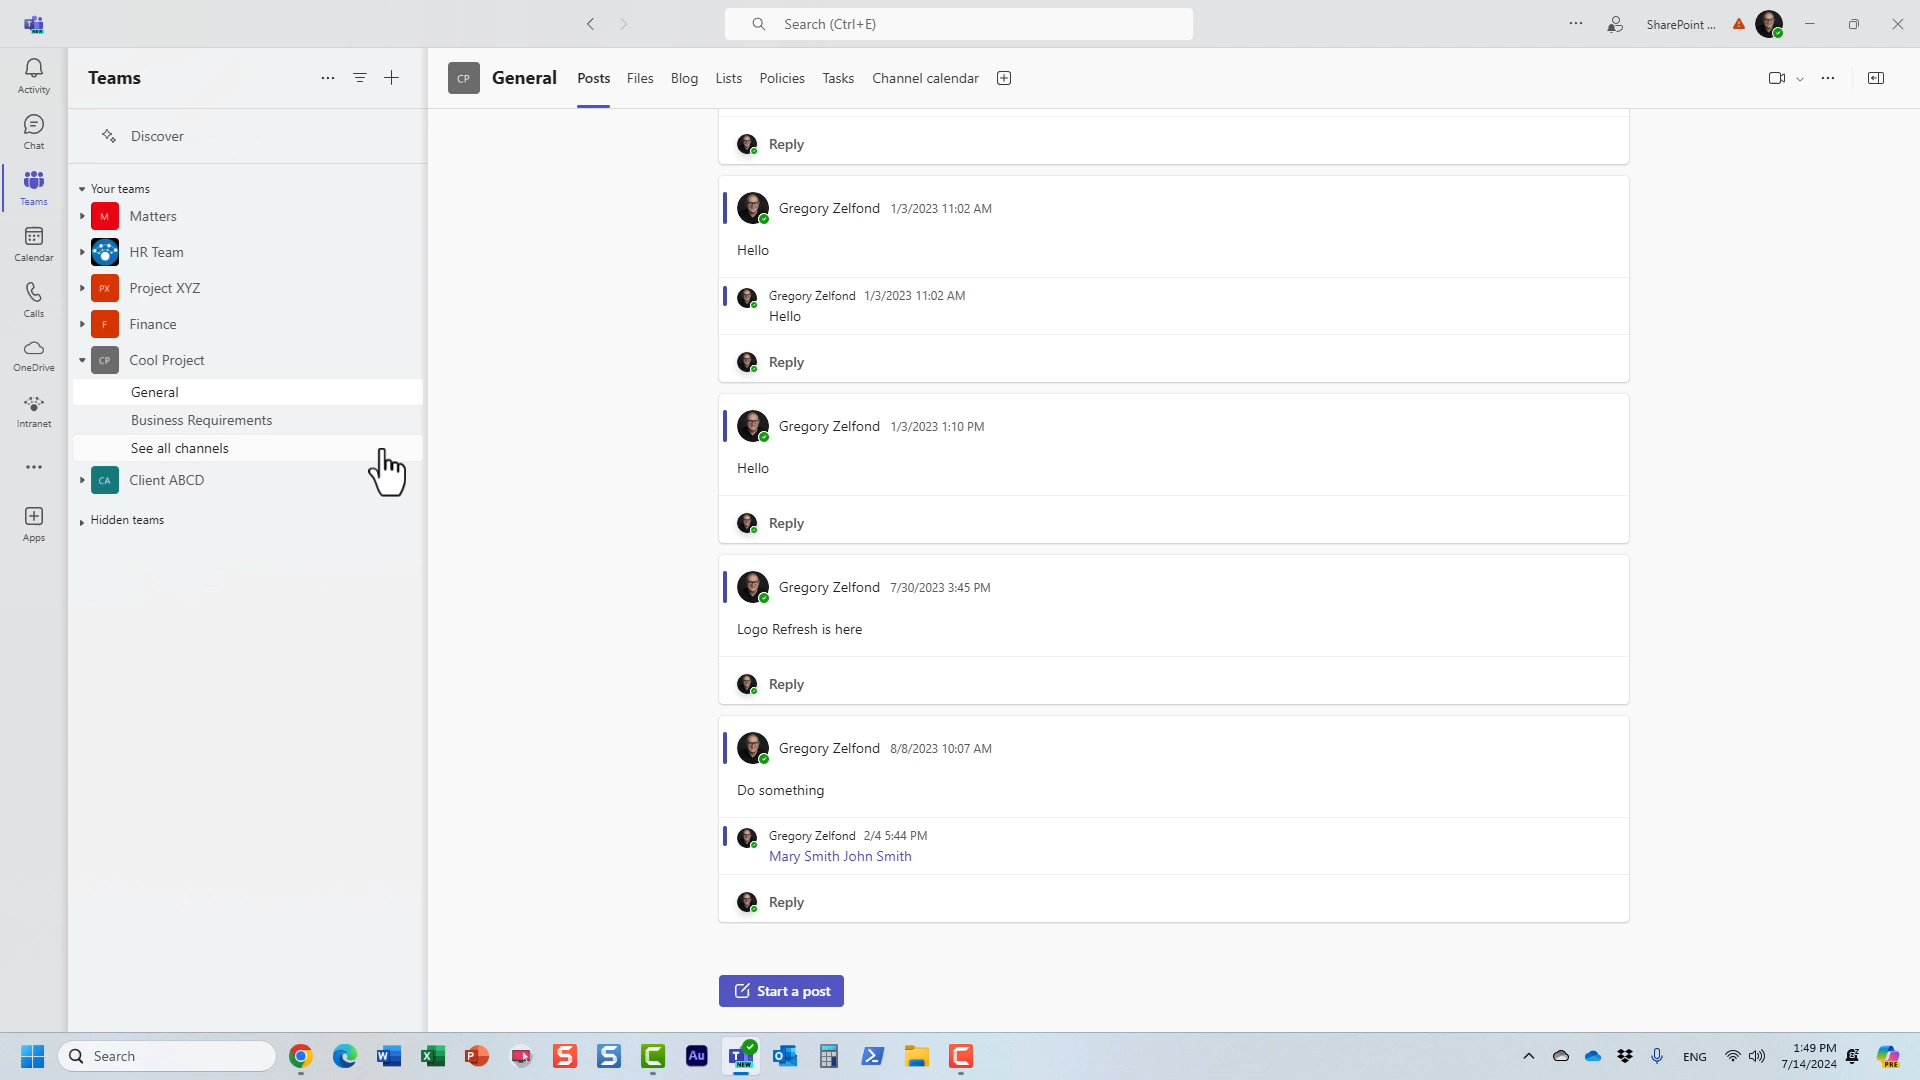 Search (Ctrl+E)
SharePoint ...
Activity
Chat
Teams
Calendar
Calls
OneDrive
Intranet
Apps
Teams
Discover
Your teams
M Matters
HR Team
PX Project XYZ
F Finance
CP Cool Project
General
Business Requirements
See all channels
CA Client ABCD
Hidden teams
CP General Posts Files Blog Lists Policies Tasks Channel calendar
Reply
Gregory Zelfond 1/3/2023 11:02 AM
Hello
Gregory Zelfond 1/3/2023 11:02 AM
Hello
Reply
Gregory Zelfond 1/3/2023 1:10 PM
Hello
Reply
Gregory Zelfond 7/30/2023 3:45 PM
Logo Refresh is here
Reply
Gregory Zelfond 8/8/2023 10:07 AM
Do something
Gregory Zelfond 2/4 5:44 PM
Mary Smith John Smith
Reply
Start a post
Search
Au
NEW
ENG
1:49 PM
7/14/2024
PRE